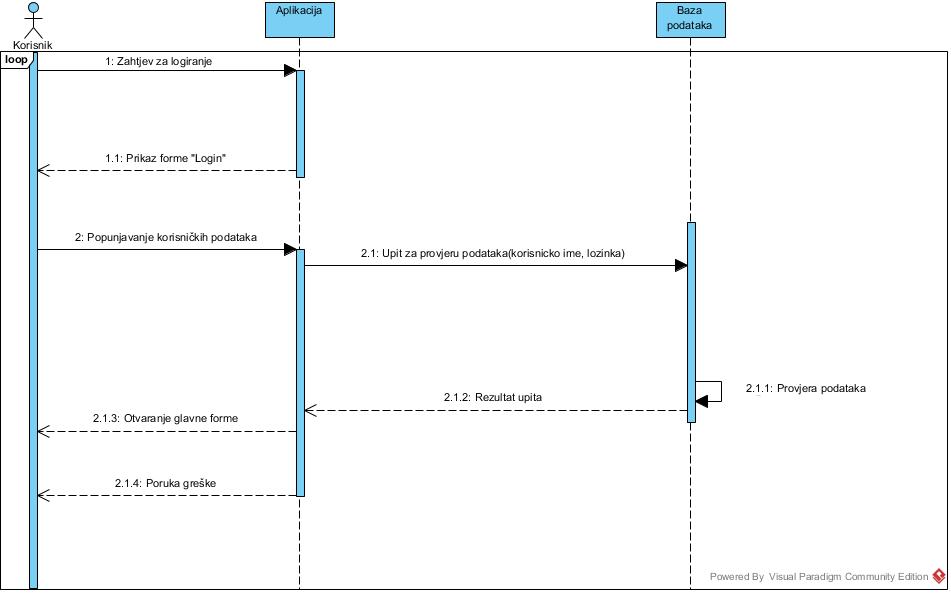 Aplikacija
Baza
podataka
Korisnik
loop
1: Zahtjev za logiranje
1.1: Prikaz forme "Login"
2: Popunjavanje korisničkih podataka
2.1: Upit za provjeru podataka(korisnicko ime, lozinka)
2.1.1: Provjera podataka
2.1.2: Rezultat upita
2.1.3: Otvaranje glavne forme
2.1.4: Poruka greške
Powered By Visual Paradigm Community Edition